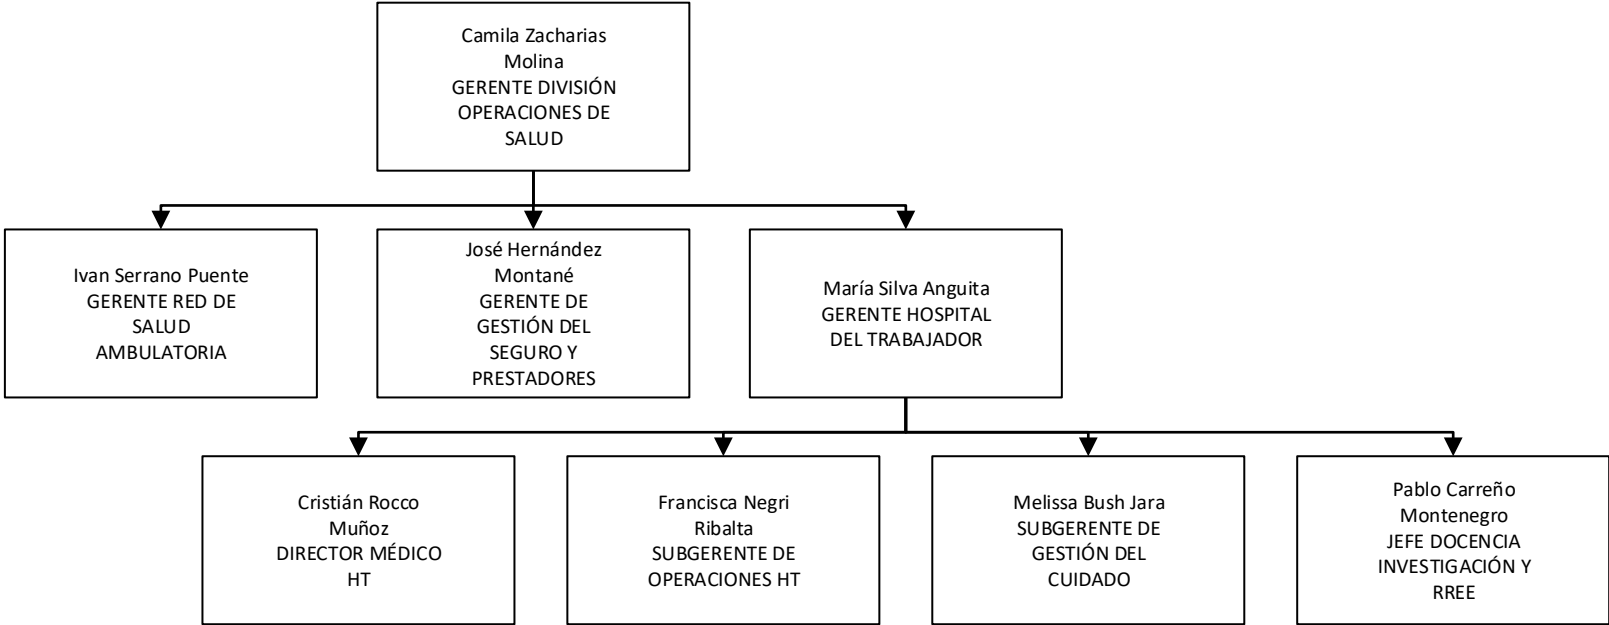 Camila Zacharias
Molina
GERENTE DIVISIÓN
OPERACIONES DE
SALUD
Ivan Serrano Puente
GERENTE RED DE
SALUD
AMBULATORIA
José Hernández
Montané
GERENTE DE
GESTIÓN DEL
SEGURO Y
PRESTADORES
María Silva Anguita
GERENTE HOSPITAL
DEL TRABAJADOR
Cristián Rocco
Muñoz
DIRECTOR MÉDICO
HT
Francisca Negri
Ribalta
SUBGERENTE DE
OPERACIONES HT
Melissa Bush Jara
SUBGERENTE DE
GESTIÓN DEL
CUIDADO
Pablo Carreño
Montenegro
JEFE DOCENCIA
INVESTIGACIÓN Y
RREE